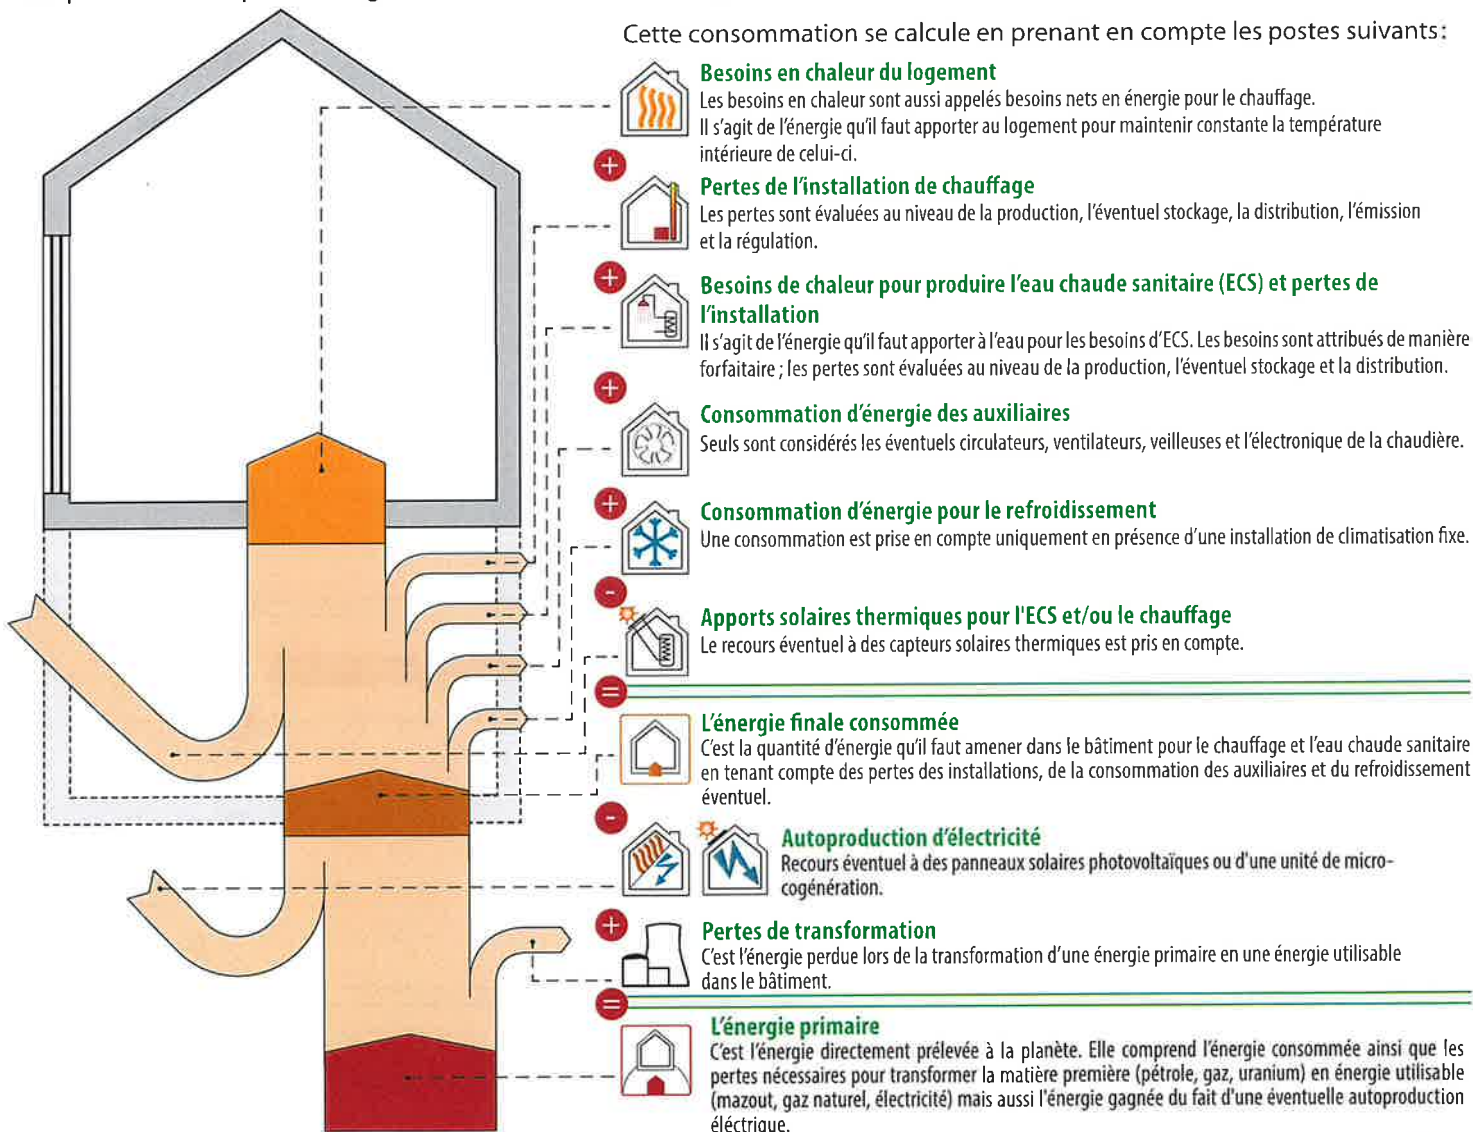 Cette consommation se calcule en prenant en compte les postes suivants:
Besoins en chaleur du logement
Les besoins en chaleur sont aussi appelés besoins nets en énergie pour le chauffage.
Il s'agit de l'énergie qu'il faut apporter au logement pour maintenir constante la température
intérieure de celui-ci.
+
Pertes de l'installation de chauffage
Les pertes sont évaluées au niveau de la production, l'éventuel stockage, la distribution, l'émission
et la régulation.
+
Besoins de chaleur pour produire l'eau chaude sanitaire (ECS) et pertes de
l'installation
Il s'agit de l'énergie qu'il faut apporter à l'eau pour les besoins d'ECS. Les besoins sont attribués de manière
forfaitaire ; les pertes sont évaluées au niveau de la production, l'éventuel stockage et la distribution.
+
Consommation d'énergie des auxiliaires
Seuls sont considérés les éventuels circulateurs, ventilateurs, veilleuses et l'électronique de la chaudière.
+
Consommation d'énergie pour le refroidissement
Une consommation est prise en compte uniquement en présence d'une installation de climatisation fixe.
-
Apports solaires thermiques pour l'ECS et/ou le chauffage
Le recours éventuel à des capteurs solaires thermiques est pris en compte.
=
L'énergie finale consommée
C'est la quantité d'énergie qu'il faut amener dans le bâtiment pour le chauffage et l'eau chaude sanitaire
en tenant compte des pertes des installations, de la consommation des auxiliaires et du refroidissement
éventuel.
-
Autoproduction d'électricité
Recours éventuel à des panneaux solaires photovoltaïques ou d'une unité de micro-
cogénération.
+
Pertes de transformation
C'est l'énergie perdue lors de la transformation d'une énergie primaire en une énergie utilisable
dans le bâtiment.
=
L'énergie primaire
C'est l'énergie directement prélevée à la planète. Elle comprend l'énergie consommée ainsi que les
pertes nécessaires pour transformer la matière première (pétrole, gaz, uranium) en énergie utilisable
(mazout, gaz naturel, électricité) mais aussi l'énergie gagnée du fait d'une éventuelle autoproduction
éléctrique.